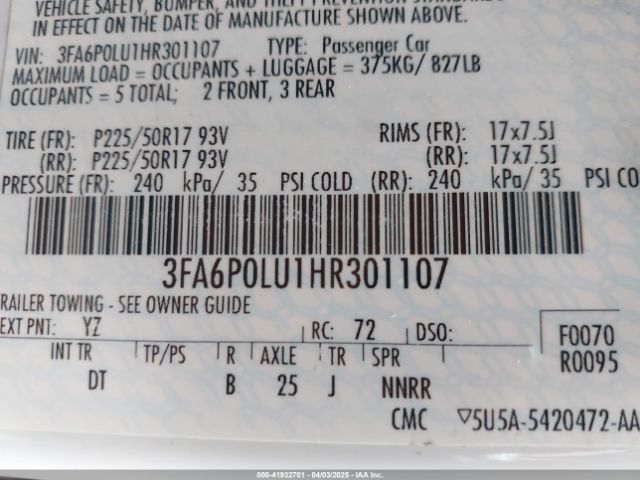 VEHICLE SAFETY, BUMPER, AND THEFT PREVENTION STANDARDS
IN EFFECT ON THE DATE OF MANUFACTURE SHOWN ABOVE.
VIN: 3FA6P0LU1HR301107 TYPE: Passenger Car
MAXIMUM LOAD = OCCUPANTS + LUGGAGE = 375KG/ 827LB
OCCUPANTS = 5 TOTAL; 2 FRONT, 3 REAR
TIRE (FR): P225/50R17 93V RIMS (FR): 17x7.5J
(RR): P225/50R17 93V (RR): 17x7.5J
PRESSURE (FR): 240 kPa/ 35 PSI COLD (RR): 240 kPa/ 35 PSI CO
3FA6P0LU1HR301107
RAILER TOWING - SEE OWNER GUIDE
EXT PNT: YZ RC: 72 DSO: F0070
R0095
INT TR TP/PS R AXLE TR SPR
DT B 25 J NNRR
CMC ▽5U5A-5420472-AA
000-41932701 04/03/2025 IAA Inc.